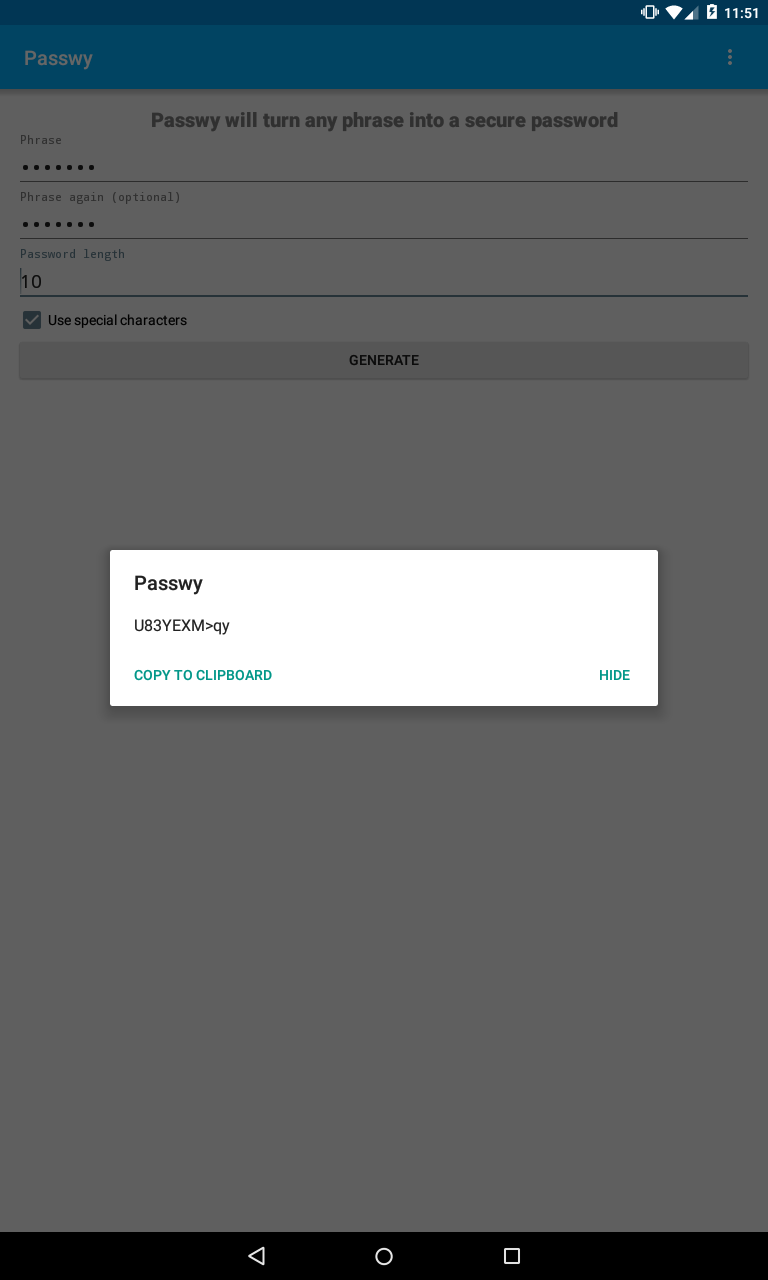 11:51
Passwy
Passwy will turn any phrase into a secure password
Phrase
•••••••
Phrase again (optional)
•••••••
Password length
10
Use special characters
GENERATE
Passwy
U83YEXM>qy
COPY TO CLIPBOARD HIDE